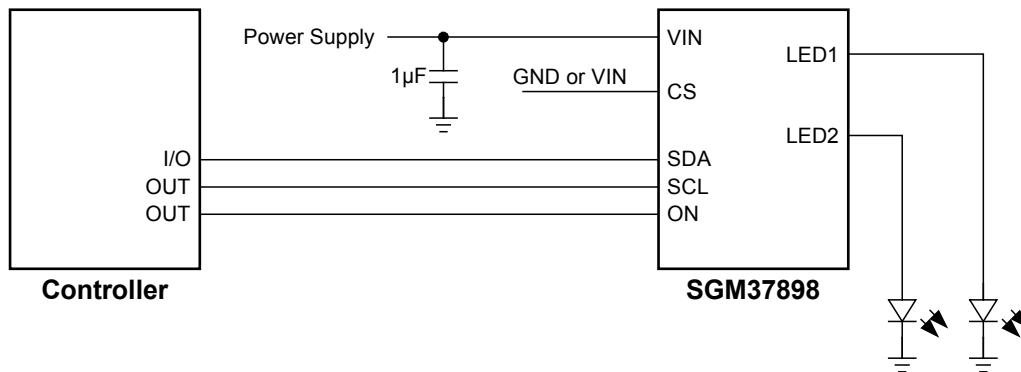 Power Supply
1µF
GND or VIN
VIN
CS
LED1
LED2
I/O
OUT
OUT
SDA
SCL
ON
Controller
SGM37898